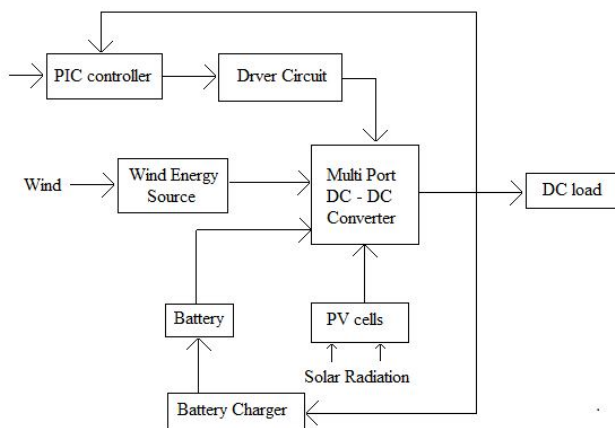 PIC controller
Drver Circuit
Wind
Wind Energy
Source
Multi Port
DC - DC
Converter
DC load
Battery
PV cells
Solar Radiation
Battery Charger